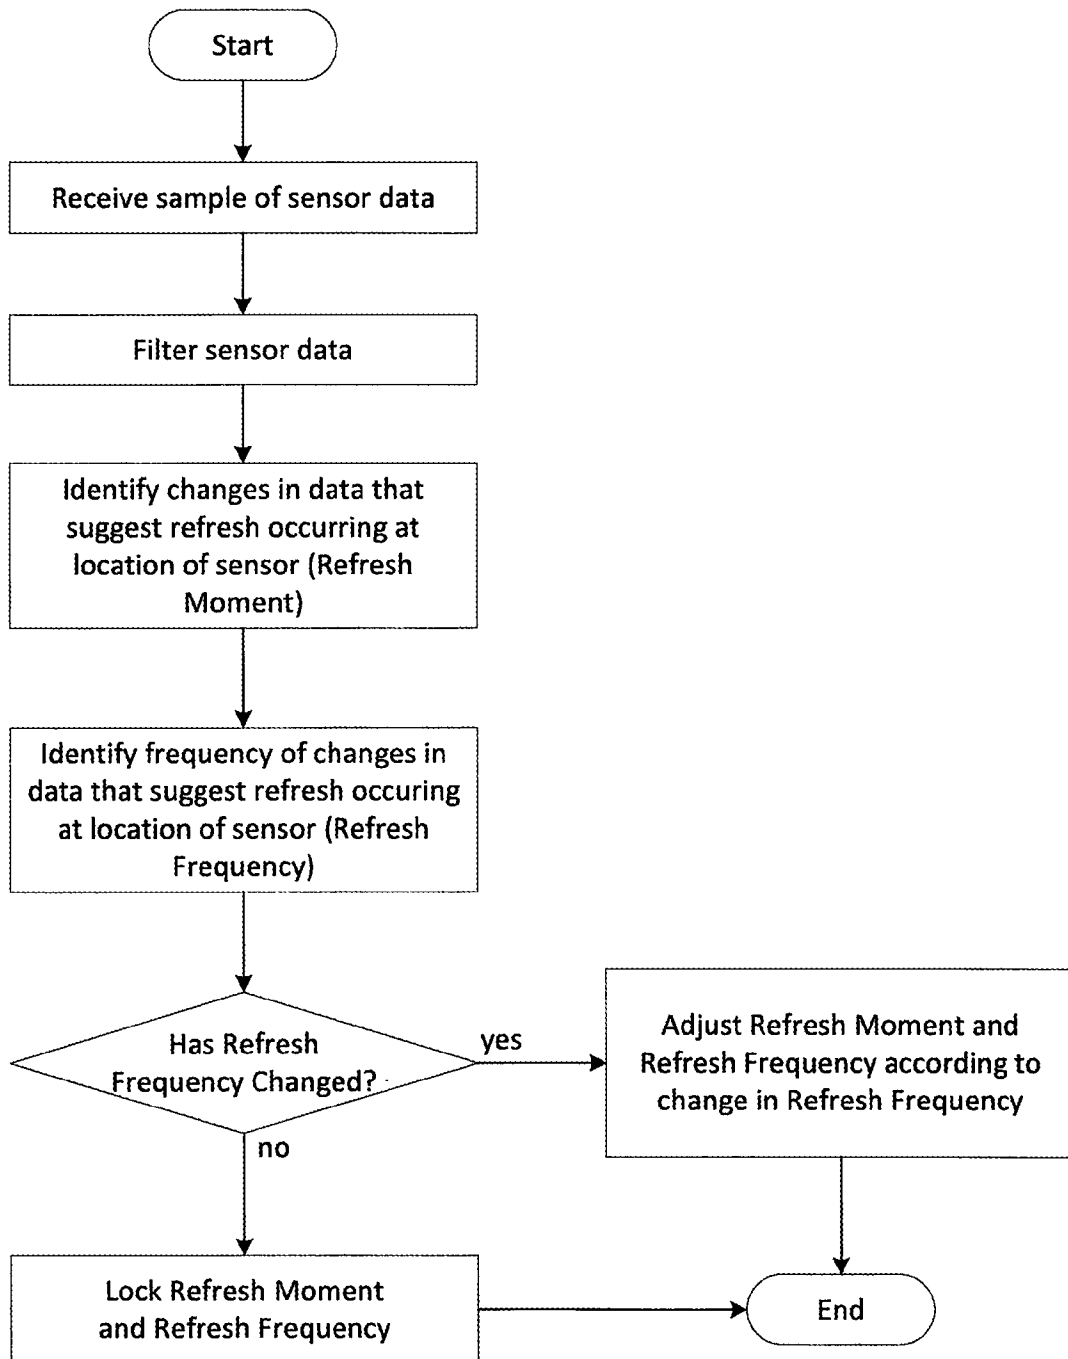 Start
Receive sample of sensor data
Filter sensor data
Identify changes in data that
suggest refresh occurring at
location of sensor (Refresh
Moment)
Identify frequency of changes in
data that suggest refresh occuring
at location of sensor (Refresh
Frequency)
Has Refresh
Frequency Changed?
yes
Adjust Refresh Moment and
Refresh Frequency according to
change in Refresh Frequency
no
Lock Refresh Moment
and Refresh Frequency
End